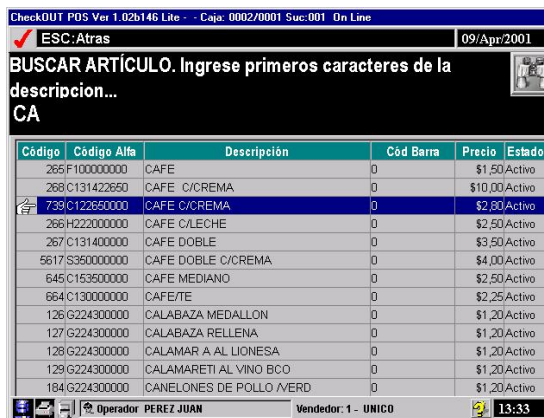 CheckOUT POS Ver 1.02b146 Lite - - Caja: 0002/0001 Suc:001 On Line
ESC:Atras 09/Apr/2001
BUSCAR ARTÍCULO. Ingrese primeros caracteres de la
descripcion...
CA
Código Código Alfa Descripción Cód Barra Precio Estado
265 F100000000 CAFE 0 $1,50 Activo
268 C131422650 CAFE C/CREMA 0 $10,00 Activo
739 C122650000 CAFE C/CREMA 0 $2,80 Activo
266 H222000000 CAFE C/LECHE 0 $2,50 Activo
267 C131400000 CAFE DOBLE 0 $3,50 Activo
5617 S350000000 CAFE DOBLE C/CREMA 0 $4,00 Activo
645 C153500000 CAFE MEDIANO 0 $2,50 Activo
664 C130000000 CAFE/TE 0 $2,25 Activo
126 G224300000 CALABAZA MEDALLON 0 $1,20 Activo
127 G224300000 CALABAZA RELLENA 0 $1,20 Activo
128 G224300000 CALAMAR A AL LIONESA 0 $1,20 Activo
129 G224300000 CALAMARETI AL VINO BCO 0 $1,20 Activo
184 G224300000 CANELONES DE POLLO /VERD 0 $1,20 Activo
Operador PEREZ JUAN Vendedor: 1 - UNICO 13:33